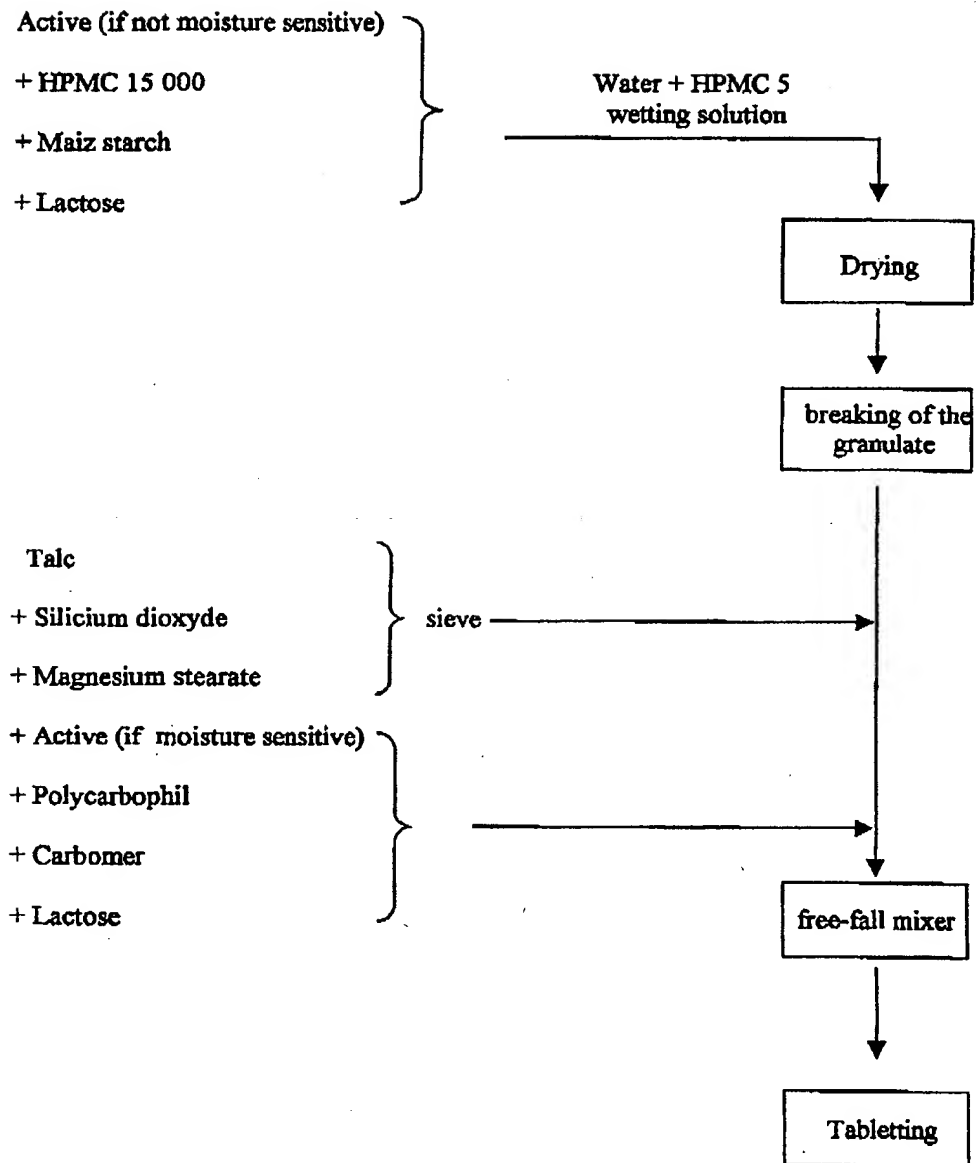 Active (if not moisture sensitive)
+ HPMC 15 000
+ Maiz starch
+ Lactose
Water + HPMC 5
wetting solution
Drying
breaking of the
granulate
Talc
+ Silicium dioxyde
+ Magnesium stearate
sieve
+ Active (if moisture sensitive)
+ Polycarbophil
+ Carbomer
+ Lactose
free-fall mixer
Tabletting